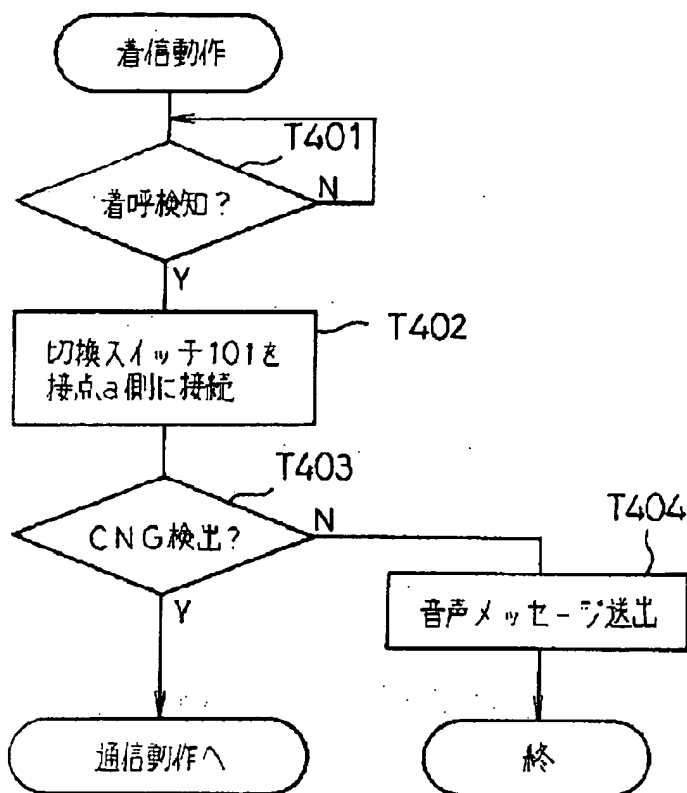 着信動作
T401
着呼検知?
N
Y
T402
切換スイッチ101を
接点a側に接続
T403
CNG検出?
N
Y
T404
音声メッセージ送出
通信動作へ
終